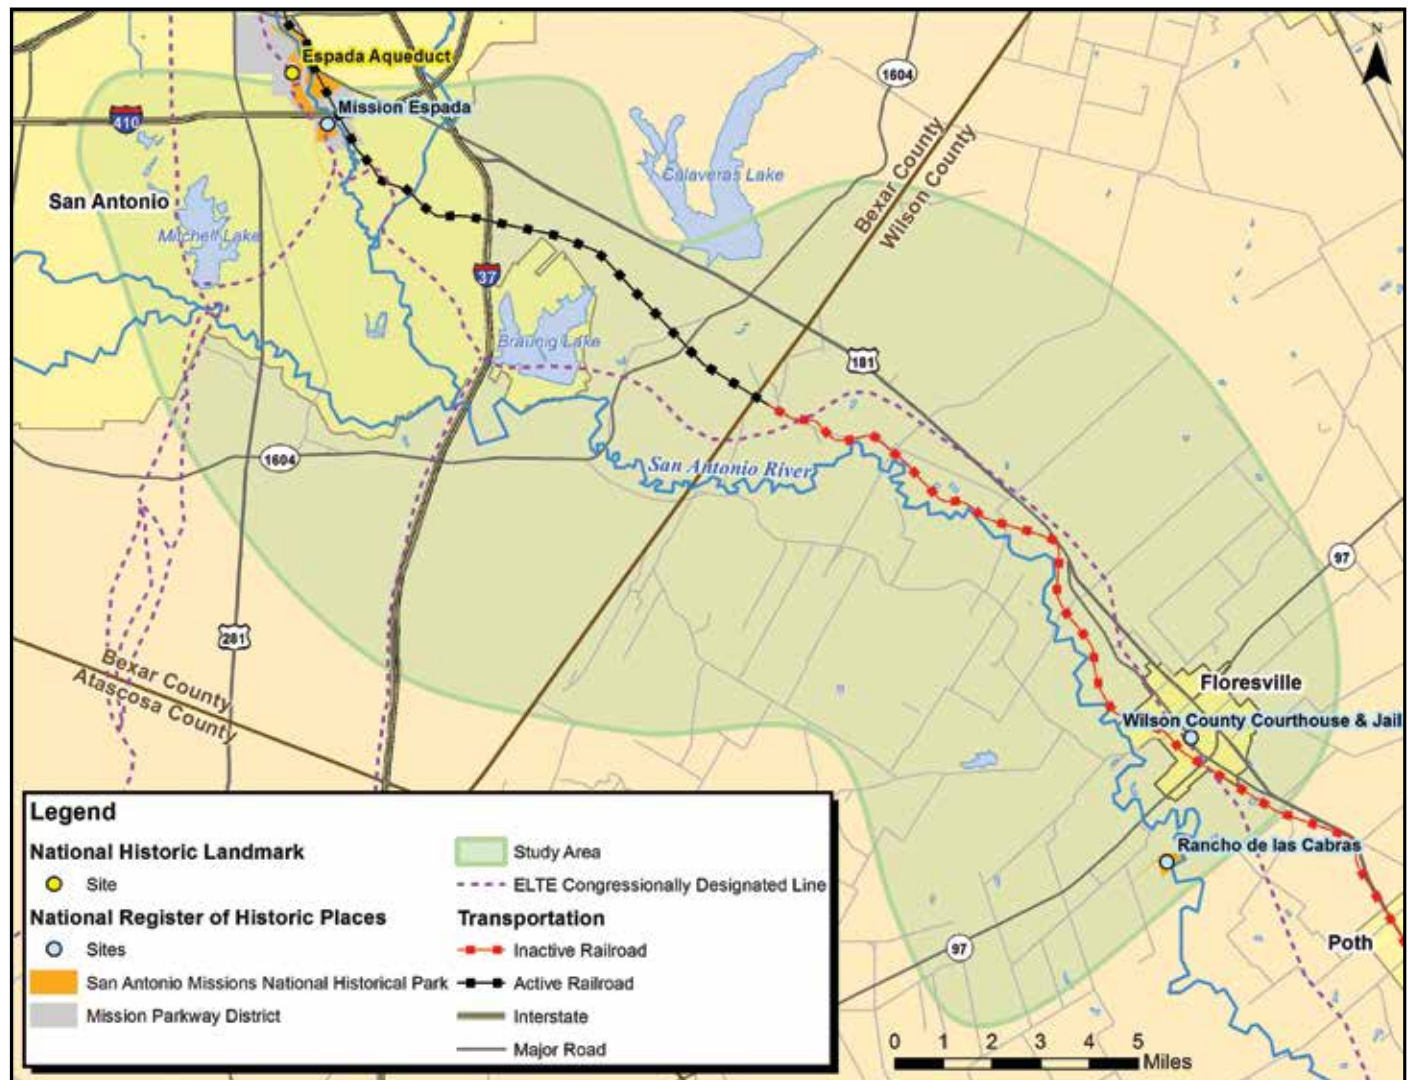 N
Espada Aqueduct
1604
Mission Espada
410
Bexar County
Wilson County
Calaveras Lake
San Antonio
Mitchell Lake
37
Braunig Lake
181
1604
San Antonio River
97
281
Bexar County
Atascosa County
Floresville
Wilson County Courthouse & Jail
Rancho de las Cabras
97
Poth
Legend
National Historic Landmark
Site
National Register of Historic Places
Sites
San Antonio Missions National Historical Park
Mission Parkway District
Study Area
ELTE Congressionally Designated Line
Transportation
Inactive Railroad
Active Railroad
Interstate
Major Road
0 1 2 3 4 5
Miles